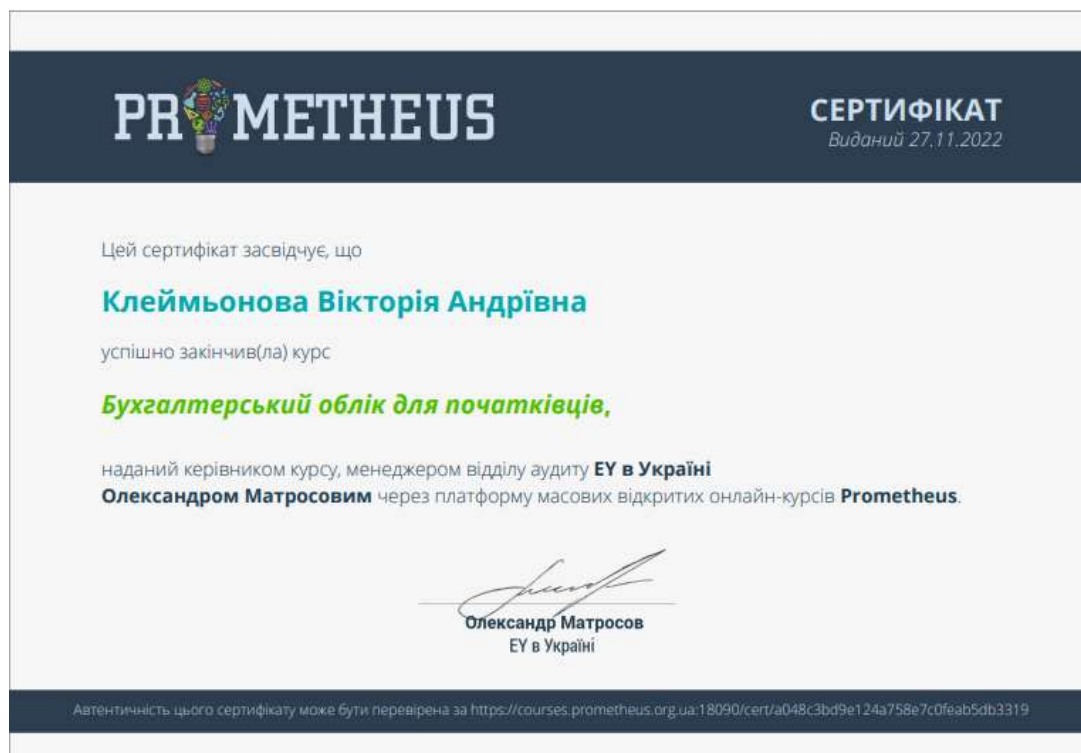 PROMETHEUS
СЕРТИФІКАТ
Виданий 27.11.2022
Цей сертифікат засвідчує, що
Клеймьонова Вікторія Андрївна
успішно закінчив(ла) курс
Бухгалтерський облік для початківців,
наданий керівником курсу, менеджером відділу аудиту EY в Україні
Олександром Матросовим через платформу масових відкритих онлайн-курсів Prometheus.
Олександр Матросов
EY в Україні
Автентичність цього сертифікату може бути перевірена за https://courses.prometheus.org.ua:18090/cert/a048c3bd9e124a758e7c0feab5db3319